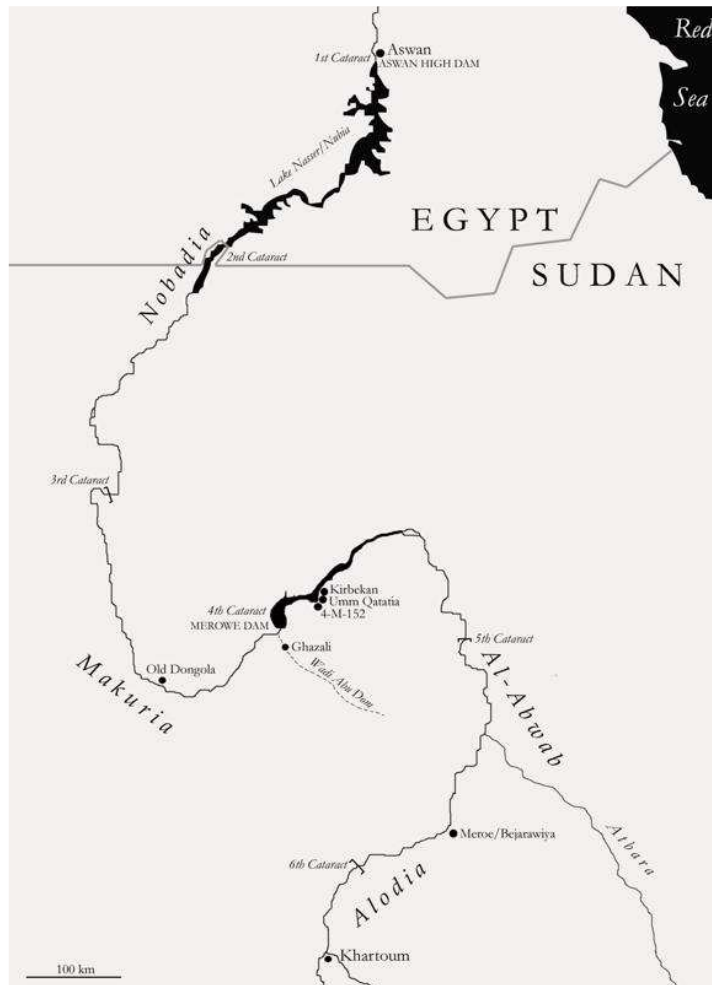 Red
Sea
1st Cataract
Aswan
ASWAN HIGH DAM
Lake Nasser/Nubia
EGYPT
SUDAN
Nobadia
2nd Cataract
3rd Cataract
Kirbekan
Umm Qatatia
4-M-152
4th Cataract
MEROWE DAM
Ghazali
Wadi Abu Dom
5th Cataract
Old Dongola
Makuria
Al-Abwab
Meroe/Bejarawiya
Atbara
6th Cataract
Alodia
Khartoum
100 km